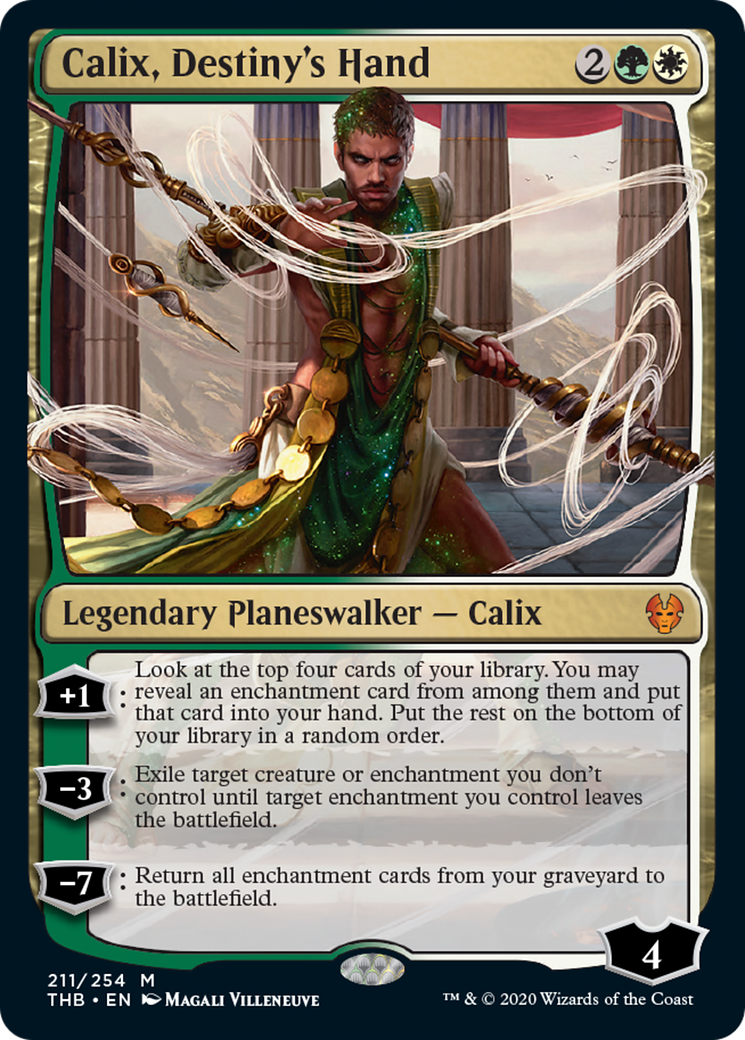 Calix, Destiny's Hand 2
Legendary Planeswalker — Calix
+1: Look at the top four cards of your library. You may
reveal an enchantment card from among them and put
that card into your hand. Put the rest on the bottom of
your library in a random order.
−3: Exile target creature or enchantment you don't
control until target enchantment you control leaves
the battlefield.
−7: Return all enchantment cards from your graveyard to
the battlefield.
4
211/254 M
THB • EN Magali Villeneuve
™ & © 2020 Wizards of the Coast